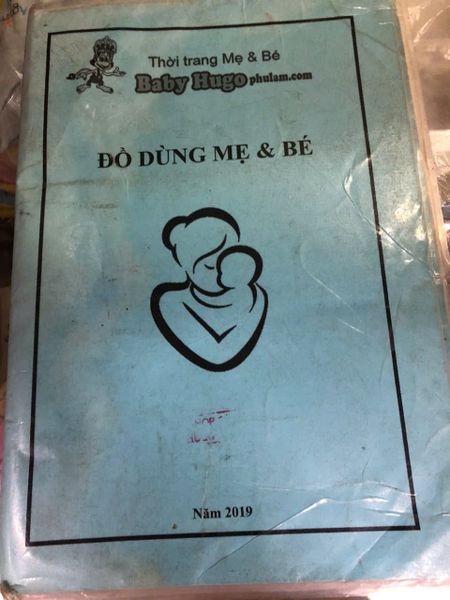 Thời trang Mẹ & Bé
Baby Hugo phulam.com
ĐỒ DÙNG MẸ & BÉ
Năm 2019